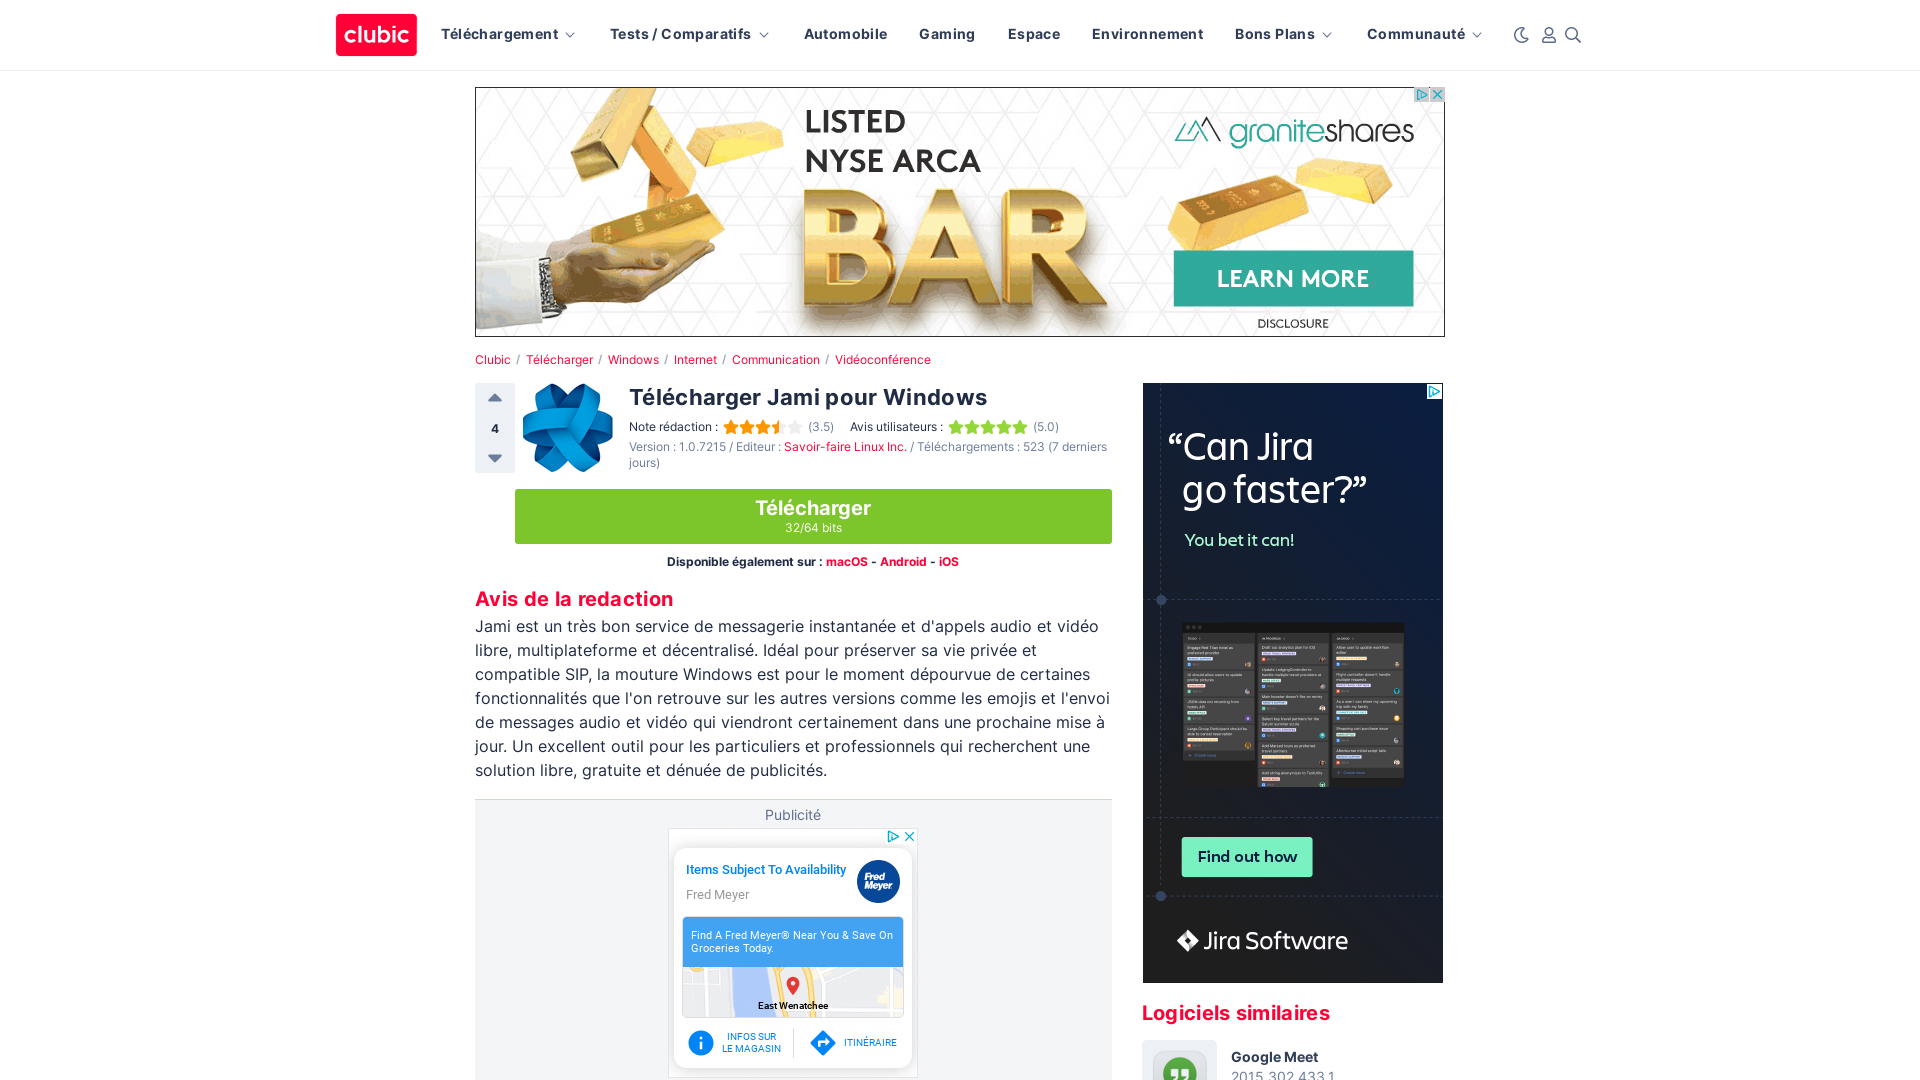 clubic
Téléchargement
Tests / Comparatifs
Automobile
Gaming
Espace
Environnement
Bons Plans
Communauté
LISTED
NYSE ARCA
BAR
graniteshares
LEARN MORE
DISCLOSURE
Clubic / Télécharger / Windows / Internet / Communication / Vidéoconférence
4
Télécharger Jami pour Windows
Note rédaction : (3.5) Avis utilisateurs : (5.0)
Version : 1.0.7215 / Editeur : Savoir-faire Linux Inc. / Téléchargements : 523 (7 derniers
jours)
Télécharger
32/64 bits
Disponible également sur : macOS - Android - iOS
Avis de la redaction
Jami est un très bon service de messagerie instantanée et d'appels audio et vidéo
libre, multiplateforme et décentralisé. Idéal pour préserver sa vie privée et
compatible SIP, la mouture Windows est pour le moment dépourvue de certaines
fonctionnalités que l'on retrouve sur les autres versions comme les emojis et l'envoi
de messages audio et vidéo qui viendront certainement dans une prochaine mise à
jour. Un excellent outil pour les particuliers et professionnels qui recherchent une
solution libre, gratuite et dénuée de publicités.
Publicité
Items Subject To Availability
Fred Meyer
Fred
Meyer
Find A Fred Meyer® Near You & Save On
Groceries Today.
East Wenatchee
INFOS SUR
LE MAGASIN
ITINÉRAIRE
“Can Jira
go faster?”
You bet it can!
Find out how
Jira Software
Logiciels similaires
Google Meet
2015.302.433.1